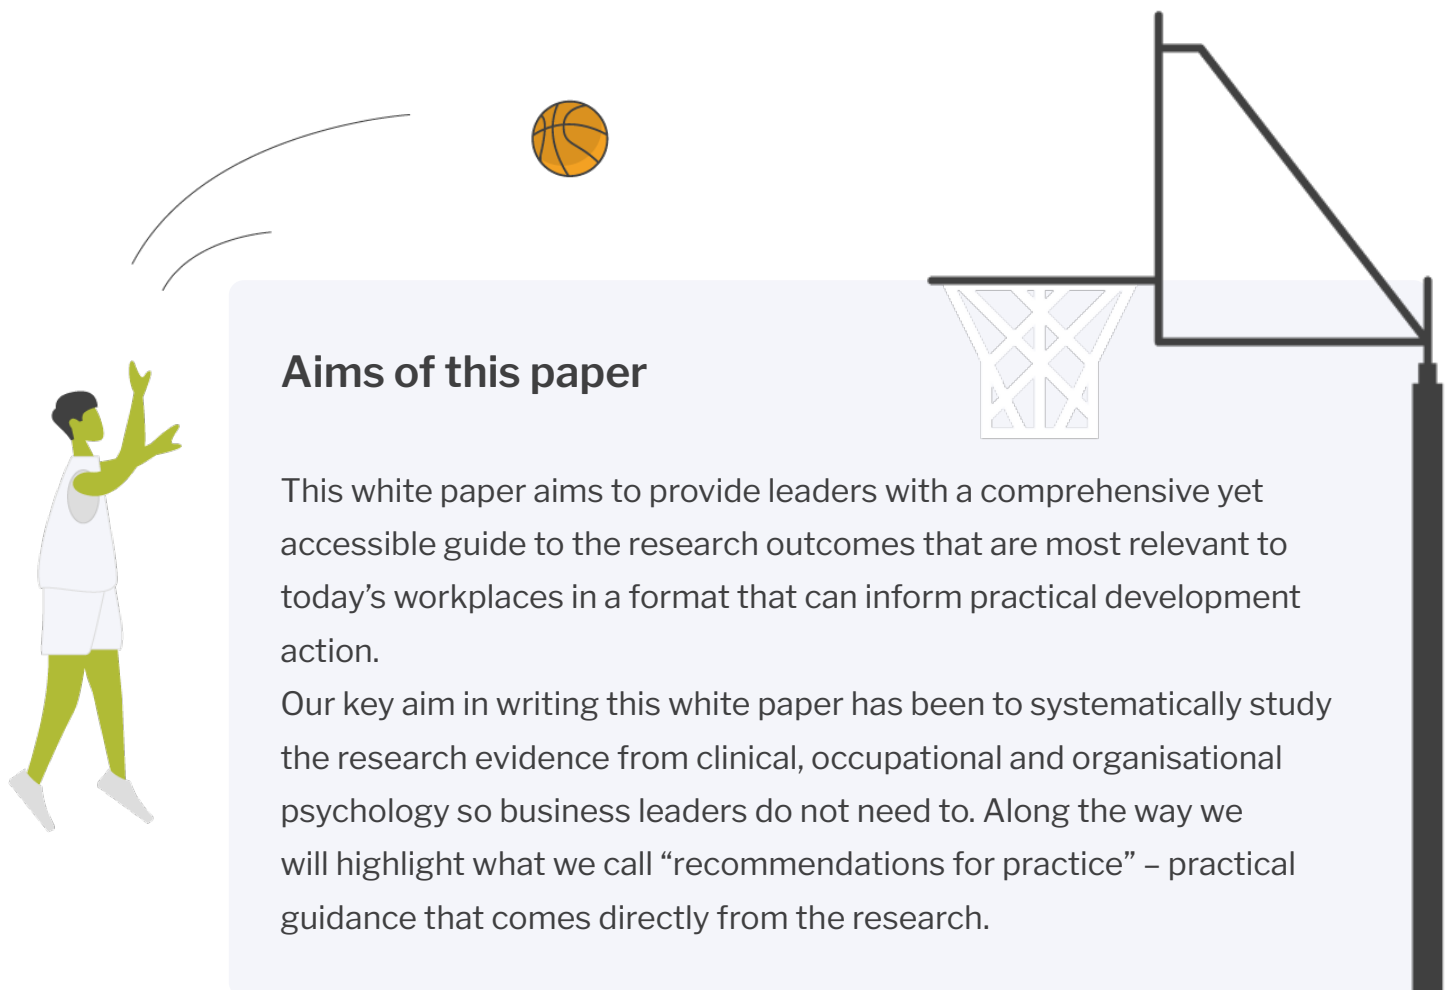 Aims of this paper
This white paper aims to provide leaders with a comprehensive yet
accessible guide to the research outcomes that are most relevant to
today’s workplaces in a format that can inform practical development
action.
Our key aim in writing this white paper has been to systematically study
the research evidence from clinical, occupational and organisational
psychology so business leaders do not need to. Along the way we
will highlight what we call “recommendations for practice” – practical
guidance that comes directly from the research.